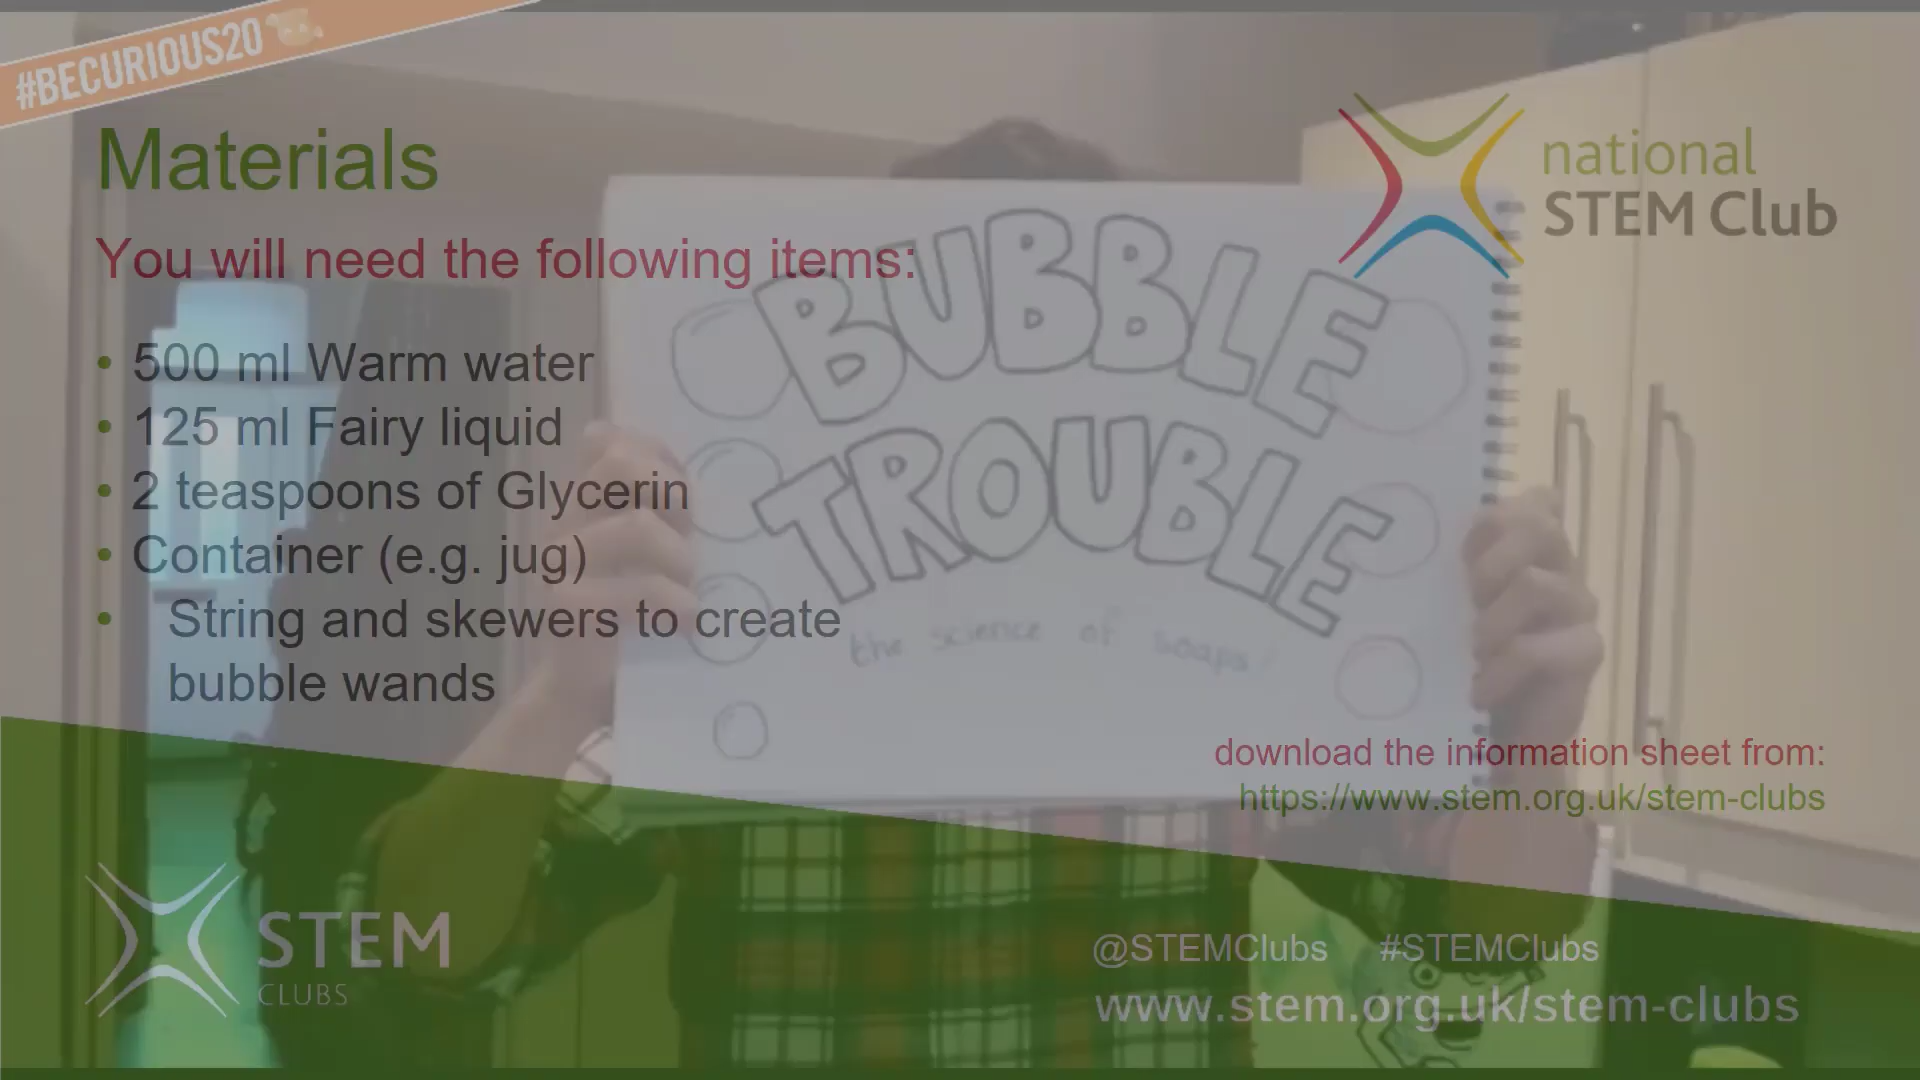 #BECURIOUS20
Materials
You will need the following items:
• 500 ml Warm water
• 125 ml Fairy liquid
• 2 teaspoons of Glycerin
• Container (e.g. jug)
• String and skewers to create
bubble wands
national
STEM Club
BUBBLE
TROUBLE
the science of soaps!
download the information sheet from:
https://www.stem.org.uk/stem-clubs
STEM
CLUBS
@STEMClubs #STEMClubs
www.stem.org.uk/stem-clubs